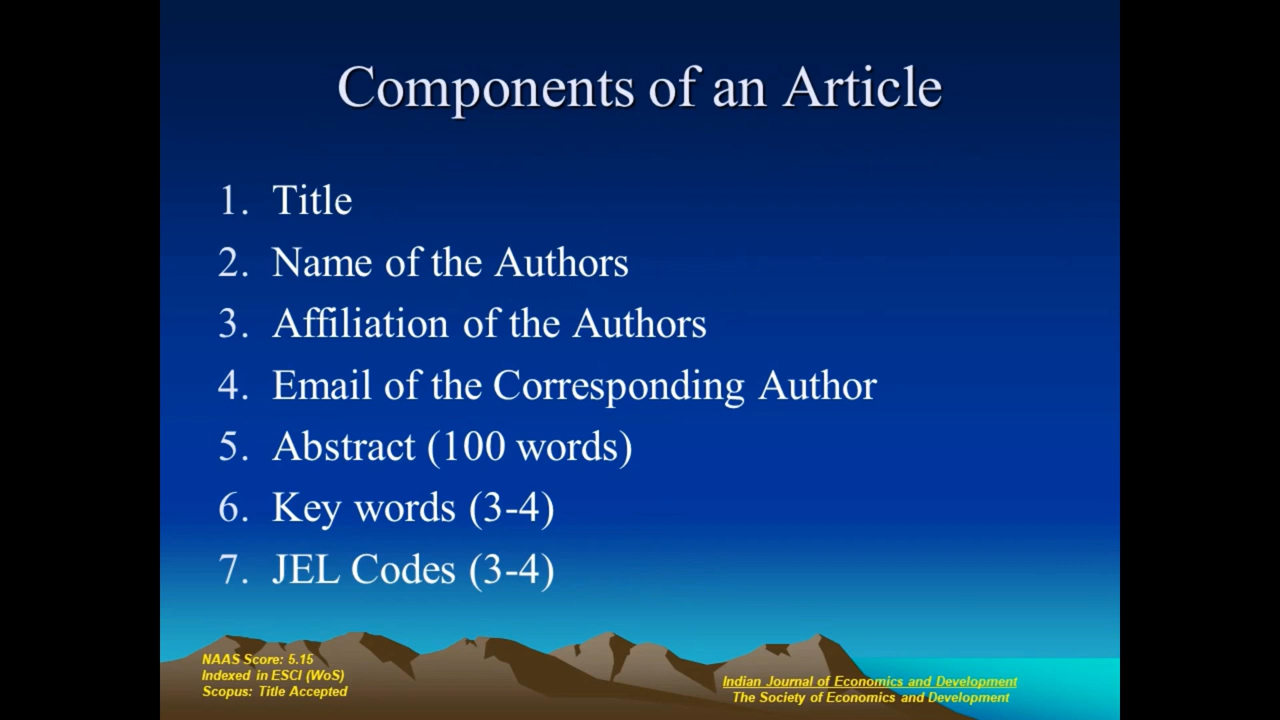 Components of an Article
1. Title
2. Name of the Authors
3. Affiliation of the Authors
4. Email of the Corresponding Author
5. Abstract (100 words)
6. Key words (3-4)
7. JEL Codes (3-4)
NAAS Score: 5.15
Indexed in ESCI (WoS)
Scopus: Title Accepted
Indian Journal of Economics and Development
The Society of Economics and Development